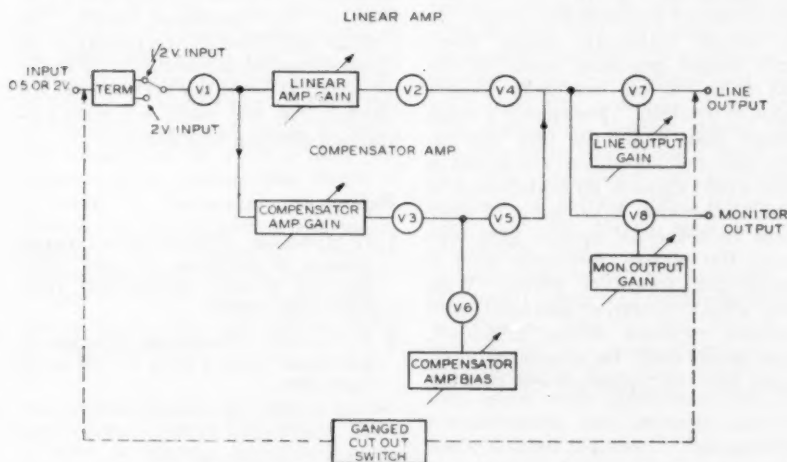 LINEAR AMP
1/2 V. INPUT
INPUT
0.5 OR 2V
TERM
2 V. INPUT
V1
LINEAR
AMP GAIN
V2
V4
V7
LINE
OUTPUT
LINE OUTPUT
GAIN
COMPENSATOR AMP
COMPENSATOR
AMP GAIN
V3
V5
V8
MONITOR
OUTPUT
MON OUTPUT
GAIN
V6
COMPENSATOR
AMP. BIAS
GANGED
CUT OUT
SWITCH